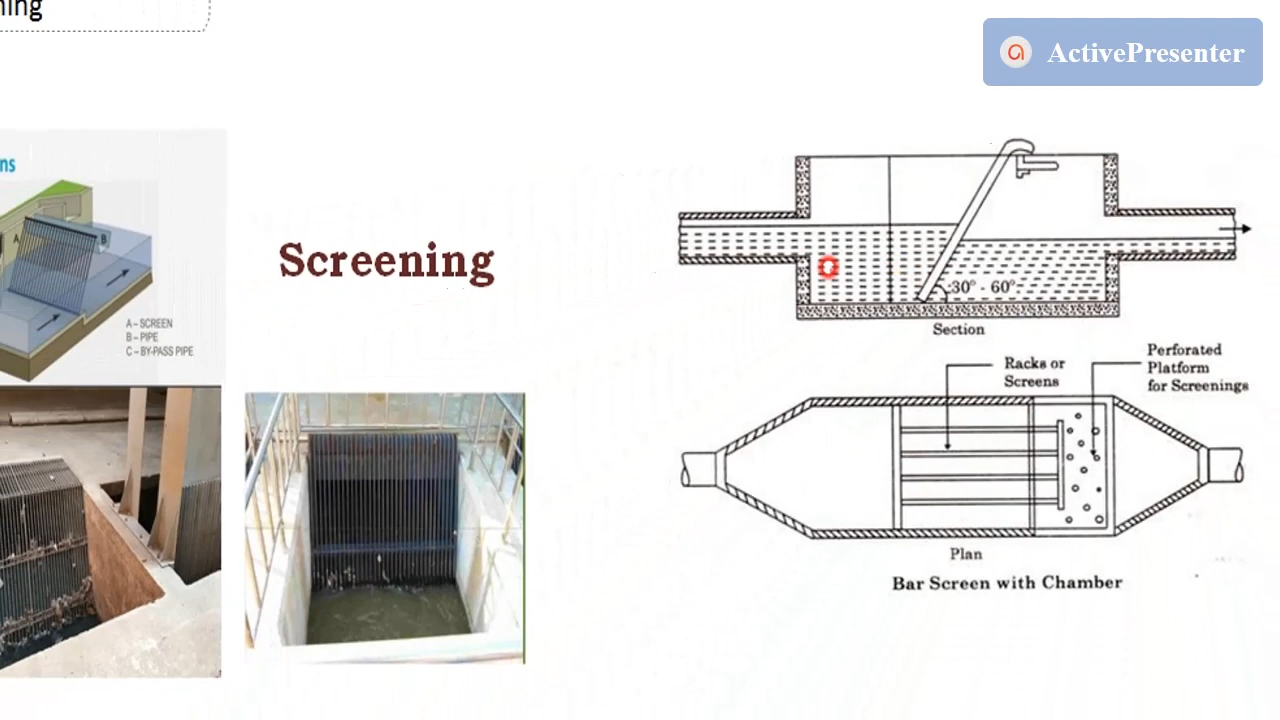 ning
ActivePresenter
ns
A
B
A – SCREEN
B – PIPE
C – BY-PASS PIPE
Screening
30° - 60°
Section
Racks or
Screens
Perforated
Platform
for Screenings
Plan
Bar Screen with Chamber